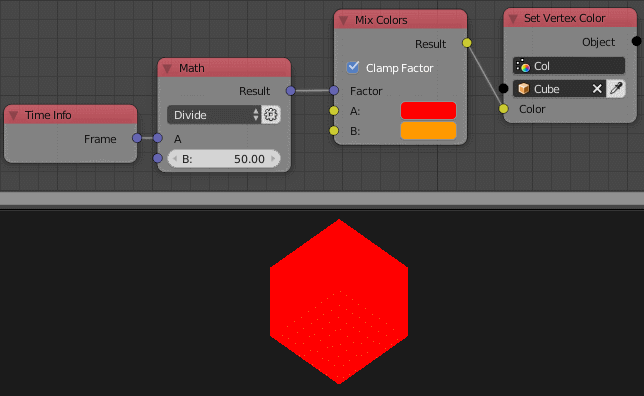 Time Info
Frame
Math
Result
Divide
A
B: 50.00
Mix Colors
Result
Clamp Factor
Factor
A:
B:
Set Vertex Color
Object
Col
Cube
Color